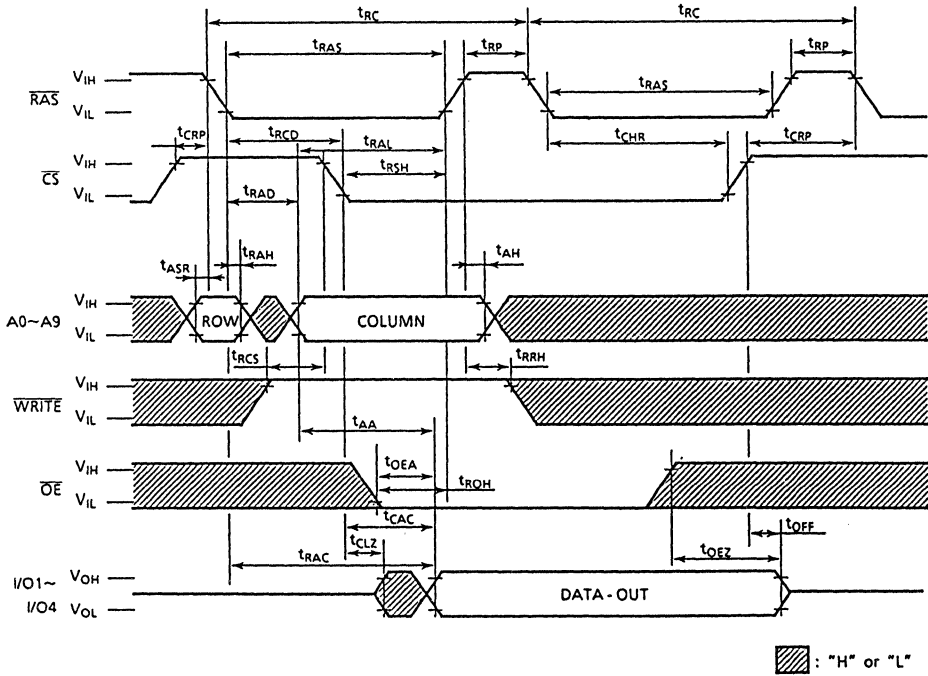 tRC tRC
tRAS tRP tRP
RAS VIH tRAS
VIL
tCRP tRCD tRAL tCHR tCRP
CS VIH tRSH
VIL tRAD
tASR tRAH tAH
A0~A9 VIH ROW COLUMN
VIL
tRCS tRRH
WRITE VIH
VIL
tAA
OE VIH tOEA tROH
VIL
tCAC tOFF
tCLZ tOEZ
tRAC
I/O1~ VOH DATA-OUT
I/O4 VOL
: "H" or "L"